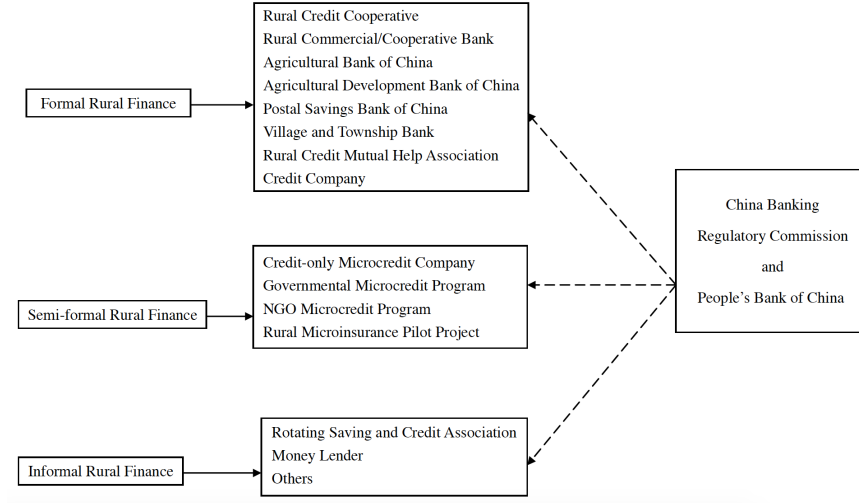 Formal Rural Finance
Rural Credit Cooperative
Rural Commercial/Cooperative Bank
Agricultural Bank of China
Agricultural Development Bank of China
Postal Savings Bank of China
Village and Township Bank
Rural Credit Mutual Help Association
Credit Company
Semi-formal Rural Finance
Credit-only Microcredit Company
Governmental Microcredit Program
NGO Microcredit Program
Rural Microinsurance Pilot Project
Informal Rural Finance
Rotating Saving and Credit Association
Money Lender
Others
China Banking
Regulatory Commission
and
People’s Bank of China